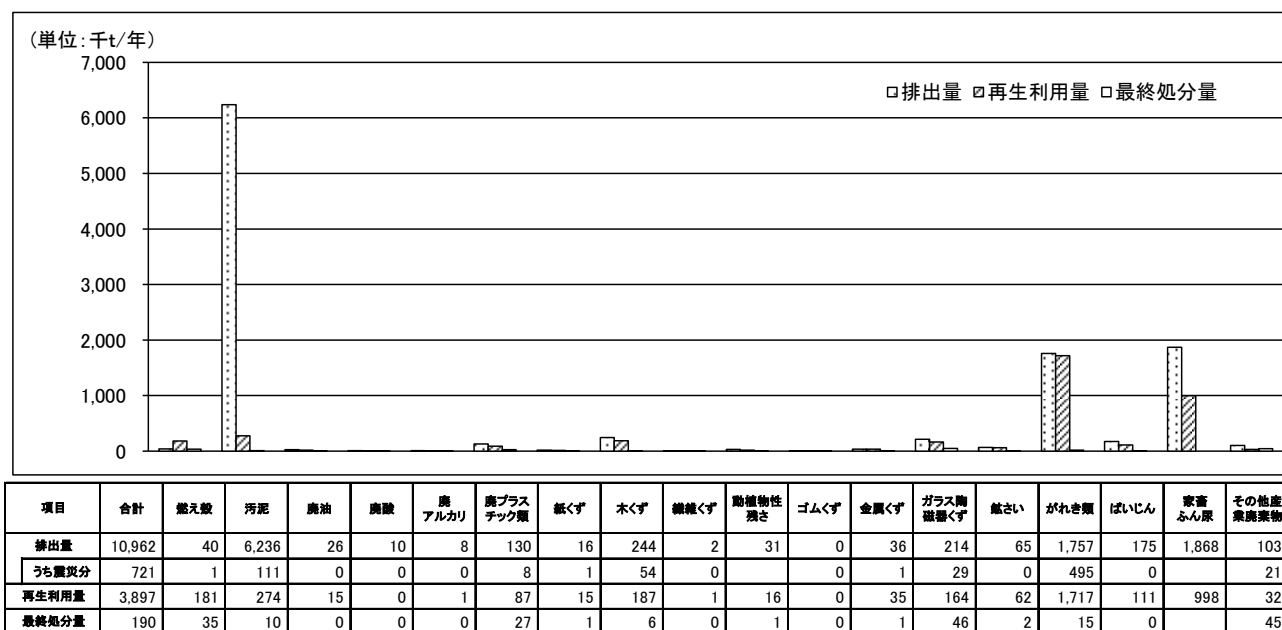 （単位：千t/年）
7,000
6,000
5,000
4,000
3,000
2,000
1,000
0
排出量 再生利用量 最終処分量
項目 合計 燃え殻 汚泥 廃油 廃酸 廃アルカリ 廃プラスチック類 紙くず 木くず 繊維くず 動植物性残さ ゴムくず 金属くず ガラス陶磁器くず 鉱さい がれき類 ばいじん 家畜ふん尿 その他産業廃棄物
排出量 10,962 40 6,236 26 10 8 130 16 244 2 31 0 36 214 65 1,757 175 1,868 103
うち震災分 721 1 111 0 0 0 8 1 54 0 0 1 29 0 495 0 21
再生利用量 3,897 181 274 15 0 1 87 15 187 1 16 0 35 164 62 1,717 111 998 32
最終処分量 190 35 10 0 0 0 27 1 6 0 1 0 1 46 2 15 0 45